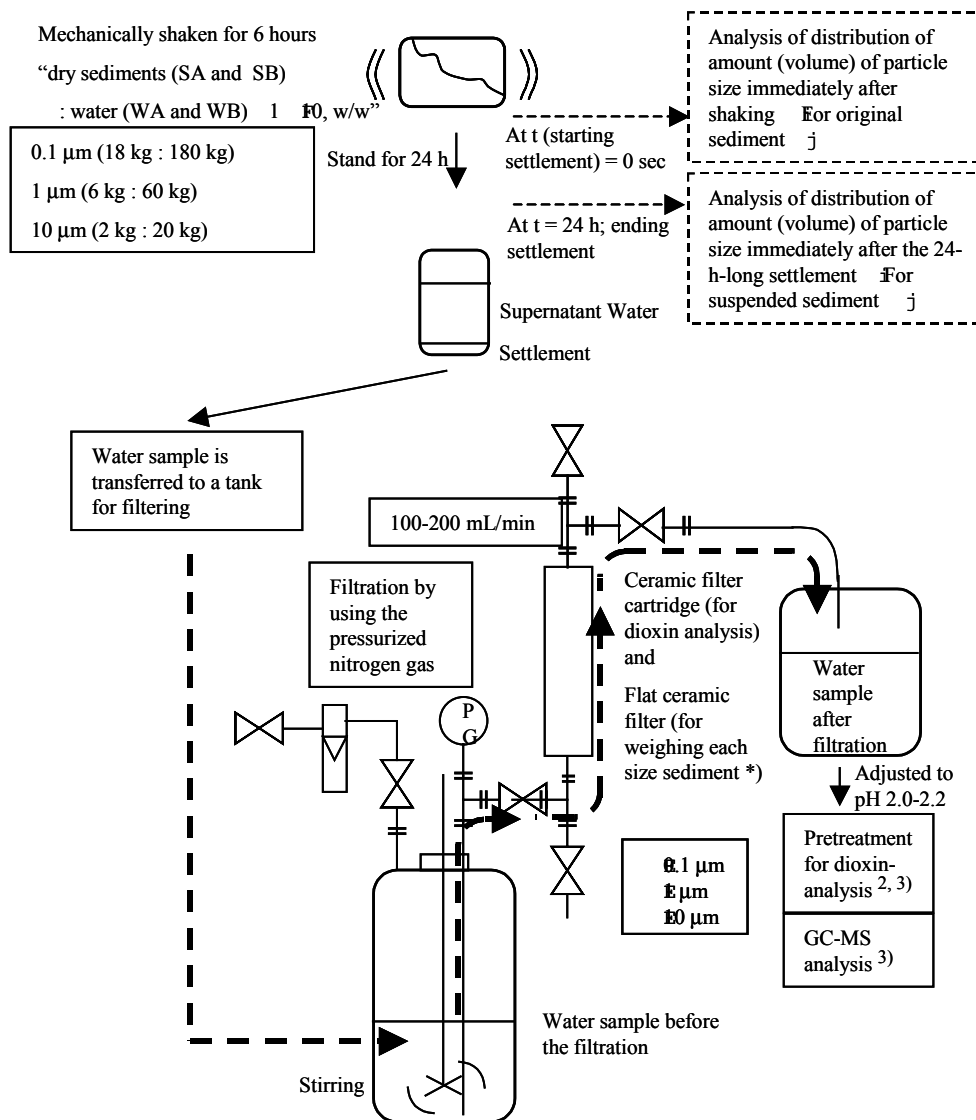 Mechanically shaken for 6 hours
“dry sediments (SA and SB)
: water (WA and WB) 1 10, w/w”
0.1 μm (18 kg : 180 kg)
1 μm (6 kg : 60 kg)
10 μm (2 kg : 20 kg)
Stand for 24 h
At t (starting
settlement) = 0 sec
Analysis of distribution of
amount (volume) of particle
size immediately after
shaking For original
sediment j
At t = 24 h; ending
settlement
Analysis of distribution of
amount (volume) of particle
size immediately after the 24-
h-long settlement For
suspended sediment j
Supernatant Water
Settlement
Water sample is
transferred to a tank
for filtering
100-200 mL/min
Filtration by
using the
pressurized
nitrogen gas
P
G
Ceramic filter
cartridge (for
dioxin analysis)
and
Flat ceramic
filter (for
weighing each
size sediment *)
Water
sample
after
filtration
Adjusted to
pH 2.0-2.2
0.1 μm
1 μm
10 μm
Pretreatment
for dioxin-
analysis 2, 3)
GC-MS
analysis 3)
Water sample before
the filtration
Stirring